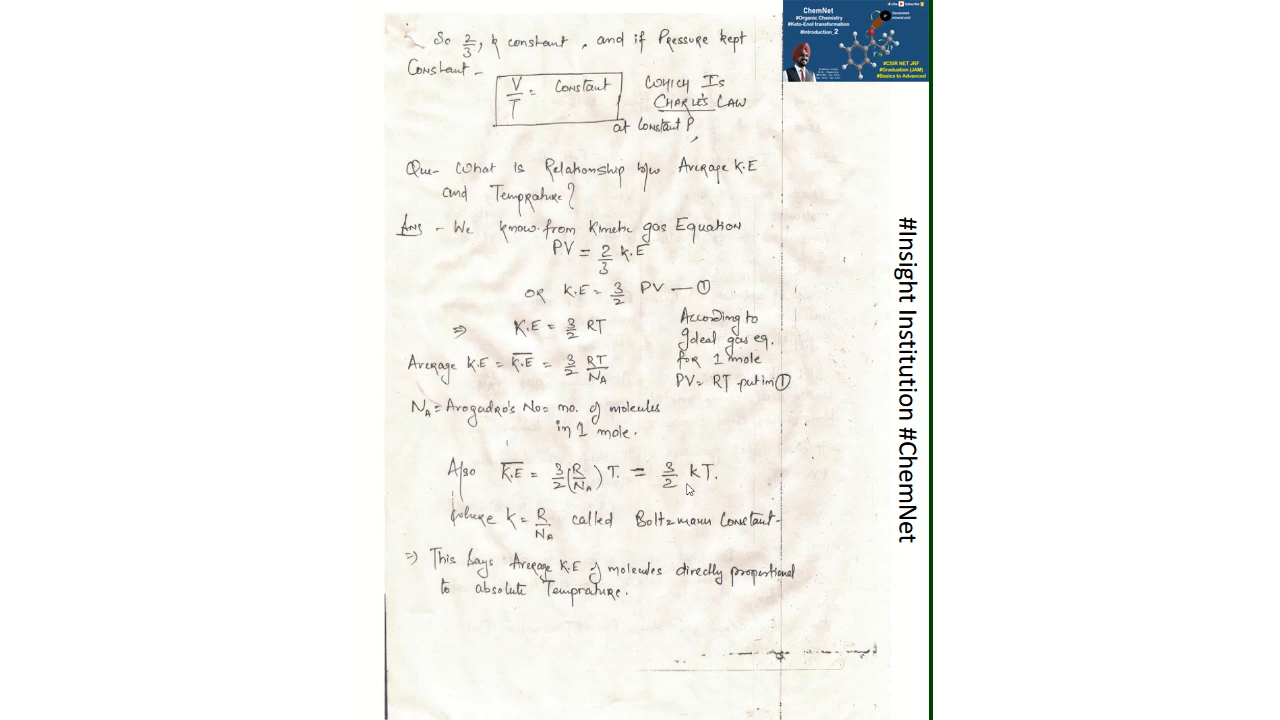 So 2/3, k constant, and if Pressure kept
Constant -
V/T = Constant WHICH IS
CHARLE'S LAW
at Constant P,
Que- What is Relationship b/w Average K.E
and Temprature?
Ans - We know from Kinetic gas Equation
PV = 2/3 K.E
OR K.E = 3/2 PV — ①
⇒ K.E = 3/2 RT
According to
Ideal gas eq.
for 1 mole
PV= RT put in ①
Average K.E = K.E = 3/2 RT/NA
NA = Avogadro's No= no. of molecules
in 1 mole.
Also K.E = 3/2 (R/NA) T. = 3/2 kT.
where K = R/NA called Boltzmann Constant-
⇒ This Says Average K.E of molecules directly proportional
to absolute Temprature.
ChemNet
#Organic Chemistry
#Keto-Enol transformation
#Introduction_2
#CSIR NET JRF
#Graduation (JAM)
#Basics to Advanced
#Insight Institution #ChemNet